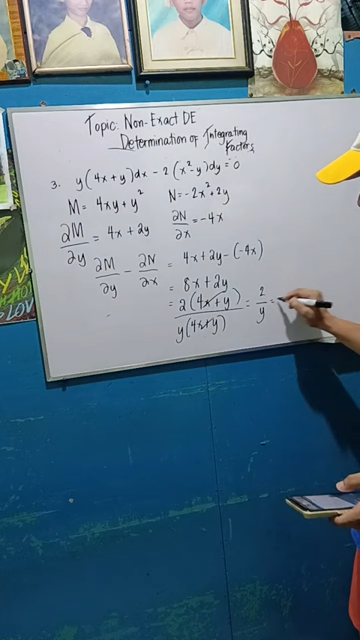 Topic: Non-Exact DE
Determination of Integrating
Factors
3. y(4x+y)dx - 2(x²-y)dy = 0
M = 4xy + y² N = -2x² + 2y
∂M/∂y = 4x + 2y ∂N/∂x = -4x
∂M/∂y - ∂N/∂x = 4x + 2y - (-4x)
= 8x + 2y
= 2(4x+y)/y(4x+y) = 2/y =